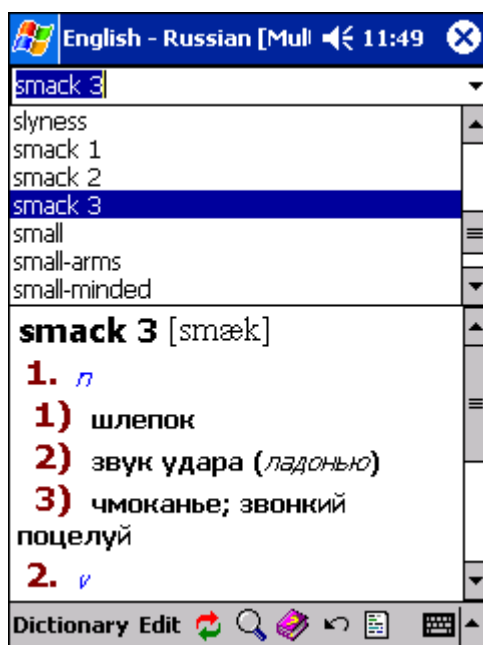 English - Russian [Mul 11:49
smack 3
slyness
smack 1
smack 2
smack 3
small
small-arms
small-minded
smack 3 [smæk]
1. n
1) шлепок
2) звук удара (ладонью)
3) чмоканье; звонкий
поцелуй
2. v
Dictionary Edit